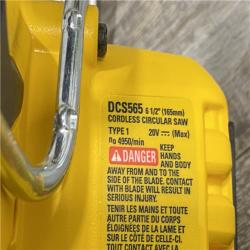 DCS565 6 1/2" (165mm)
CORDLESS CIRCULAR SAW
TYPE 1 20V ⎓ (Max)
n₀ 4950/min
DANGER KEEP
HANDS
AND BODY
AWAY FROM AND TO THE
SIDE OF BLADE.
CONTACT
WITH BLADE WILL RESULT
IN SERIOUS INJURY.
TENIR LES MAINS ET TOUTE
AUTRE PARTIE DU CORPS
ÉLOIGNÉES DE LA LAME ET
SUR LE CÔTÉ DE CELLE-CI.